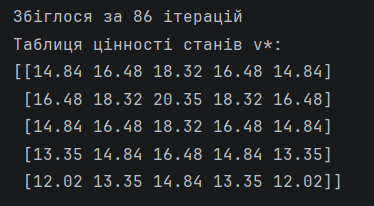 Збіглося за 86 ітерацій
Таблиця цінності станів v*:
[[14.84 16.48 18.32 16.48 14.84]
 [16.48 18.32 20.35 18.32 16.48]
 [14.84 16.48 18.32 16.48 14.84]
 [13.35 14.84 16.48 14.84 13.35]
 [12.02 13.35 14.84 13.35 12.02]]